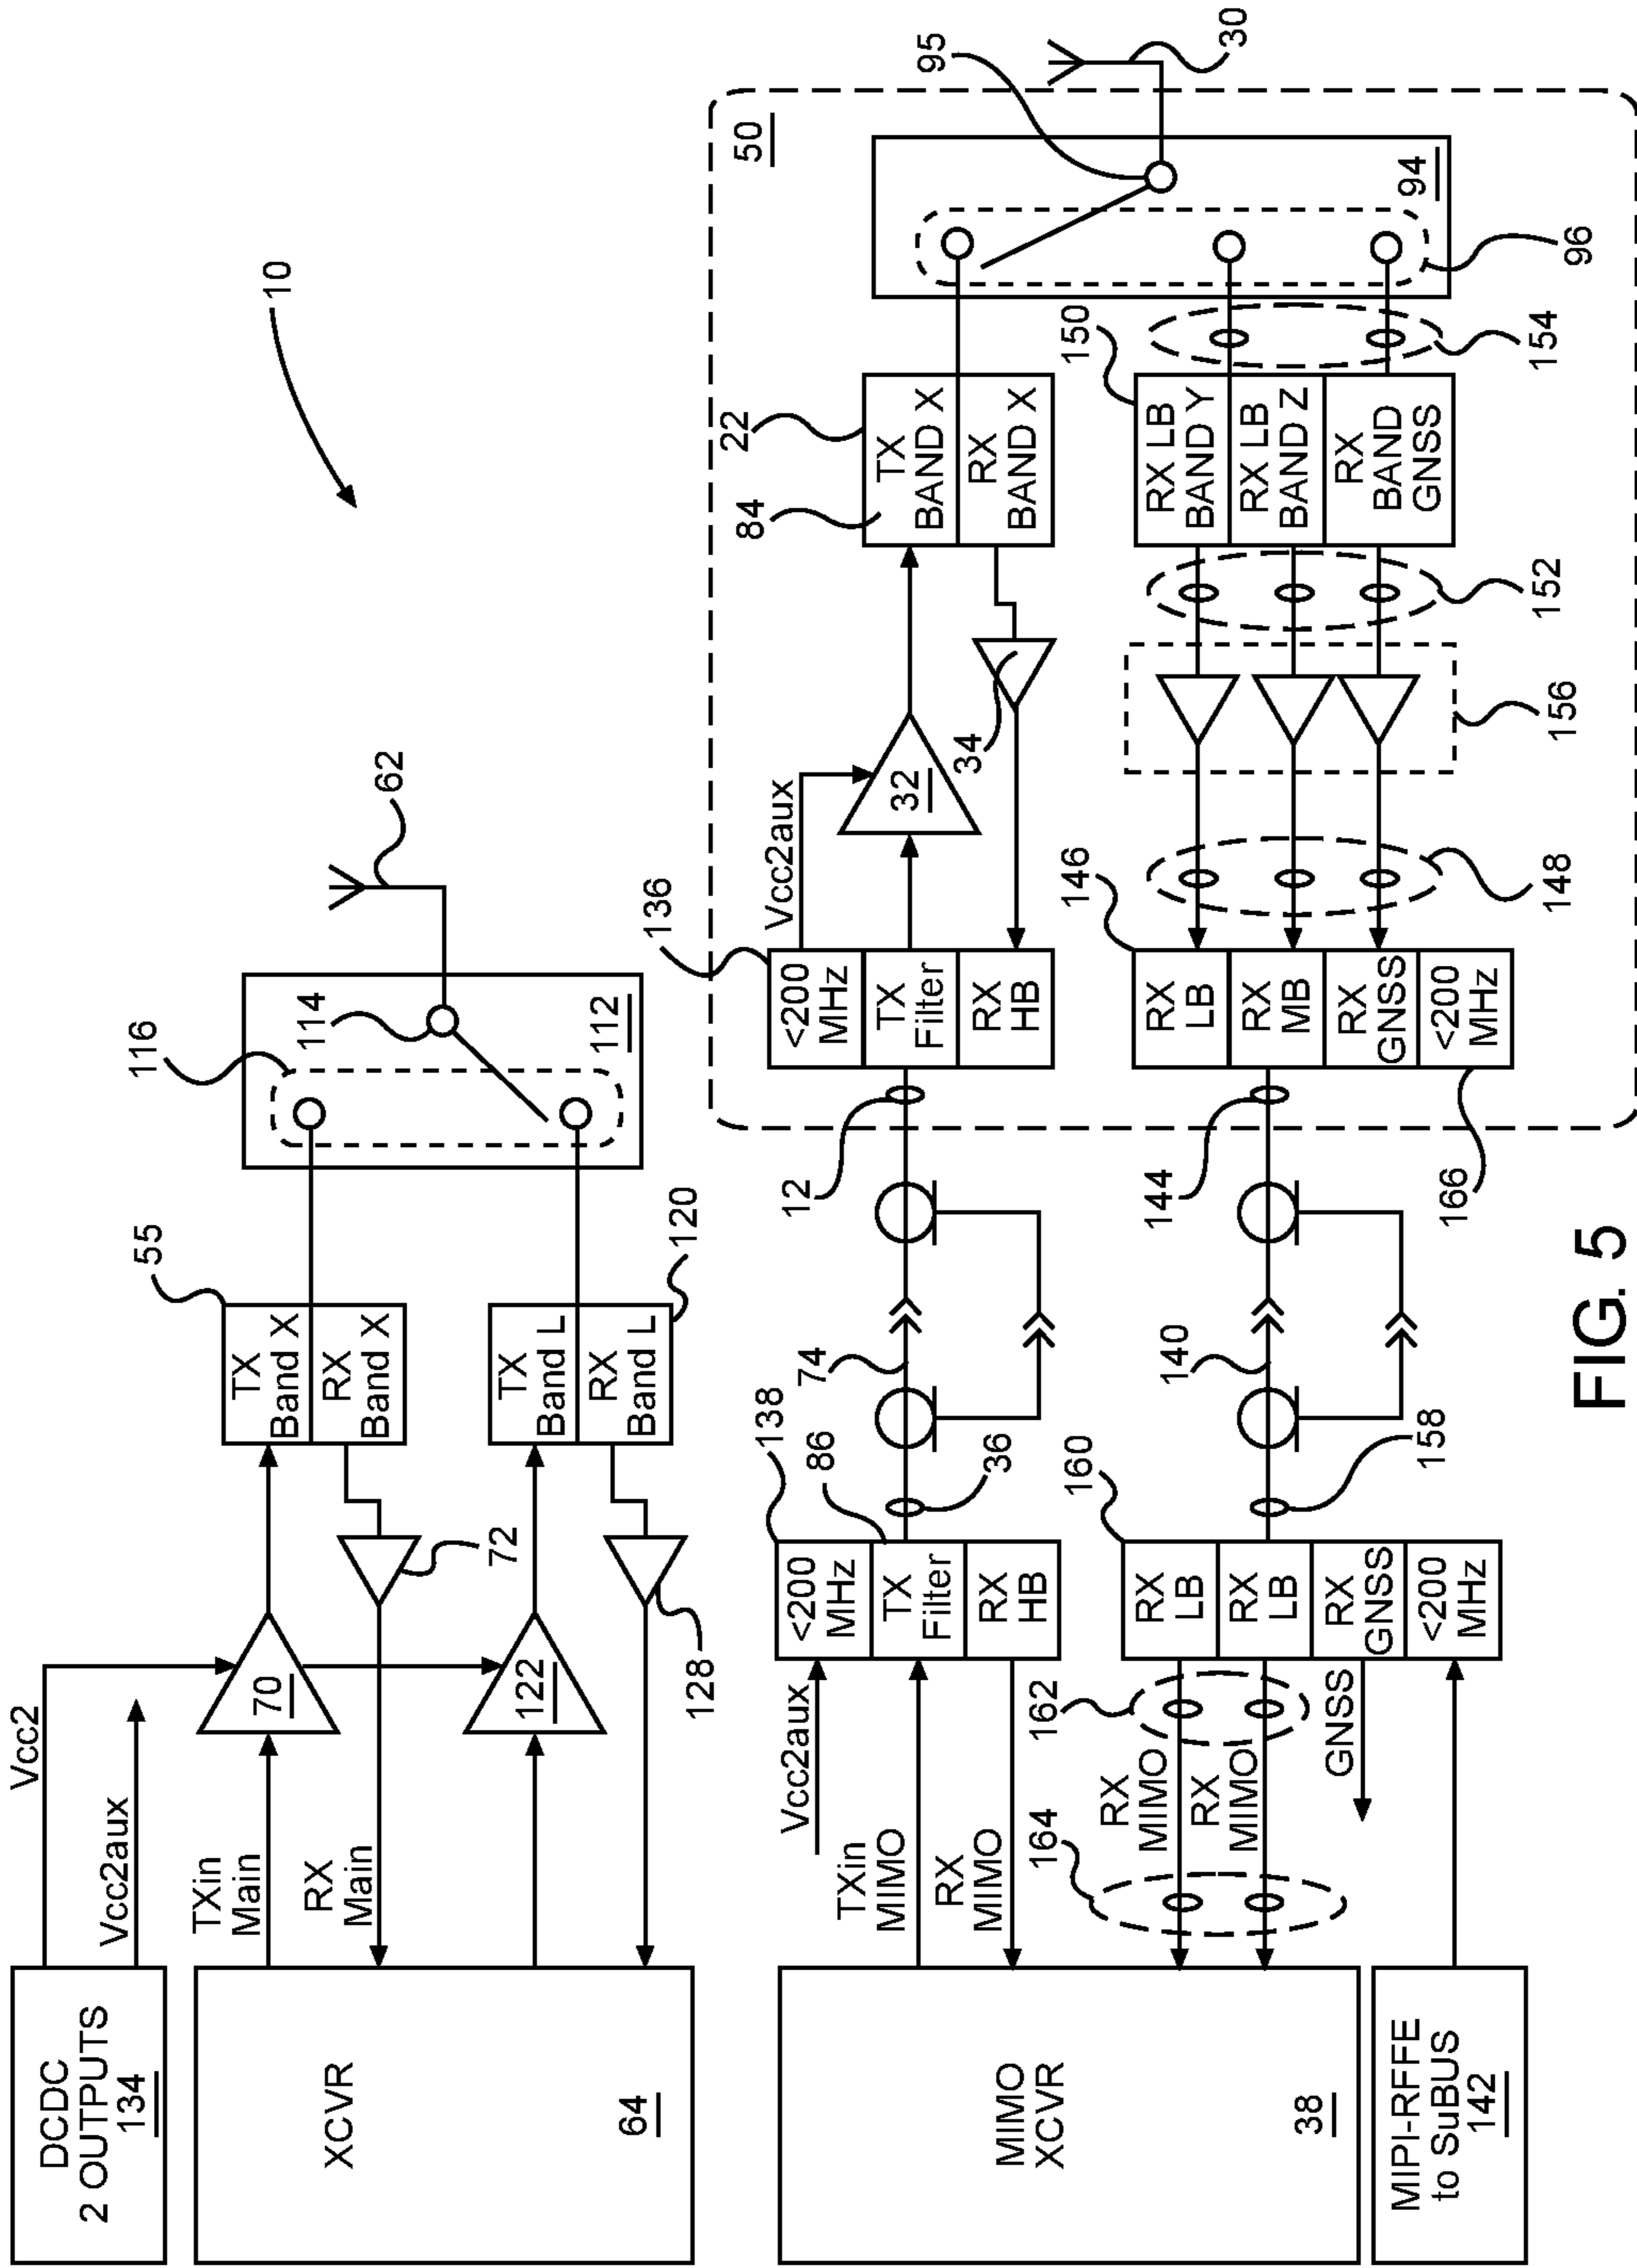 10
DCDC
2 OUTPUTS
134
Vcc2
Vcc2aux
XCVR
64
TXin
Main
RX
Main
70
72
122
128
55
TX
Band X
RX
Band X
TX
Band L
RX
Band L
120
116
114
112
62
MIMO
XCVR
38
MIPI-RFFE
to SuBUS
142
Vcc2aux
TXin
MIMO
RX
MIMO
164
RX
MIMO
RX
MIMO
162
GNSS
138
86
<200
MHz
TX
Filter
RX
HB
36
74
12
160
RX
LB
RX
LB
RX
GNSS
<200
MHz
158
140
144
136
<200
MHz
TX
Filter
RX
HB
Vcc2aux
32
34
84
22
TX
BAND X
RX
BAND X
146
RX
LB
RX
MB
RX
GNSS
<200
MHz
166
148
156
152
150
RX LB
BAND Y
RX LB
BAND Z
RX
BAND
GNSS
154
50
95
94
96
30
FIG. 5